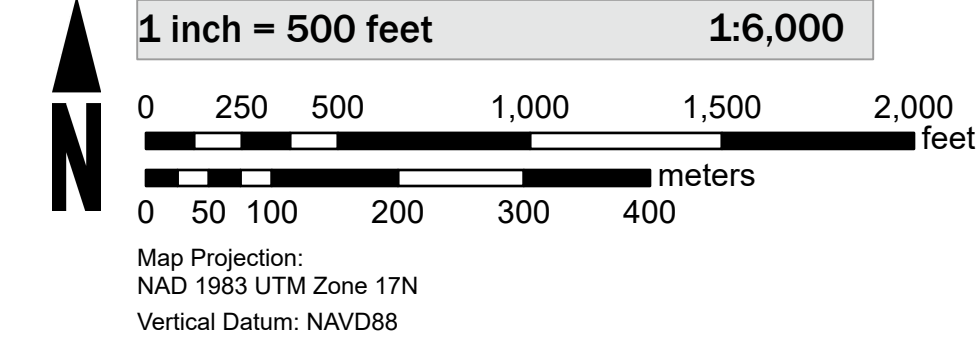 1 inch = 500 feet 1:6,000
0 250 500 1,000 1,500 2,000
feet
N
meters
0 50 100 200 300 400
Map Projection:
NAD 1983 UTM Zone 17N
Vertical Datum: NAVD88